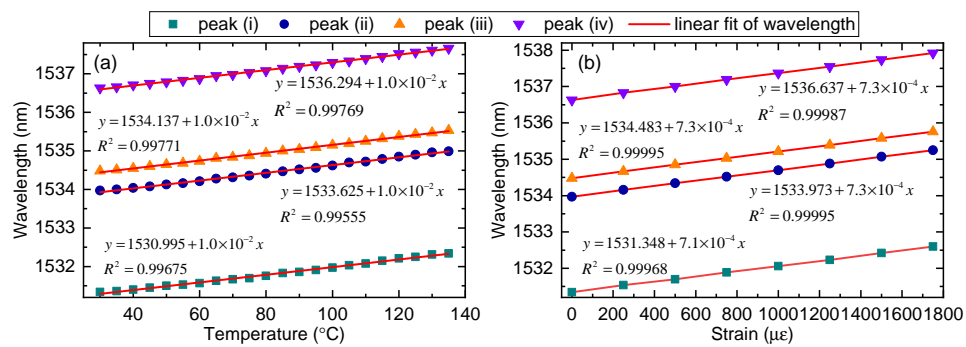 peak (i) peak (ii) peak (iii) peak (iv) linear fit of wavelength
(a)
y = 1536.294+1.0×10⁻² x
R² = 0.99769
y = 1534.137+1.0×10⁻² x
R² = 0.99771
y = 1533.625+1.0×10⁻² x
R² = 0.99555
y = 1530.995+1.0×10⁻² x
R² = 0.99675
1537
1536
1535
1534
1533
1532
Wavelength (nm)
40 60 80 100 120 140
Temperature (°C)
(b)
y = 1536.637+7.3×10⁻⁴ x
R² = 0.99987
y = 1534.483+7.3×10⁻⁴ x
R² = 0.99995
y = 1533.973+7.3×10⁻⁴ x
R² = 0.99995
y = 1531.348+7.1×10⁻⁴ x
R² = 0.99968
1538
1537
1536
1535
1534
1533
1532
Wavelength (nm)
0 200 400 600 800 1000 1200 1400 1600 1800
Strain (με)